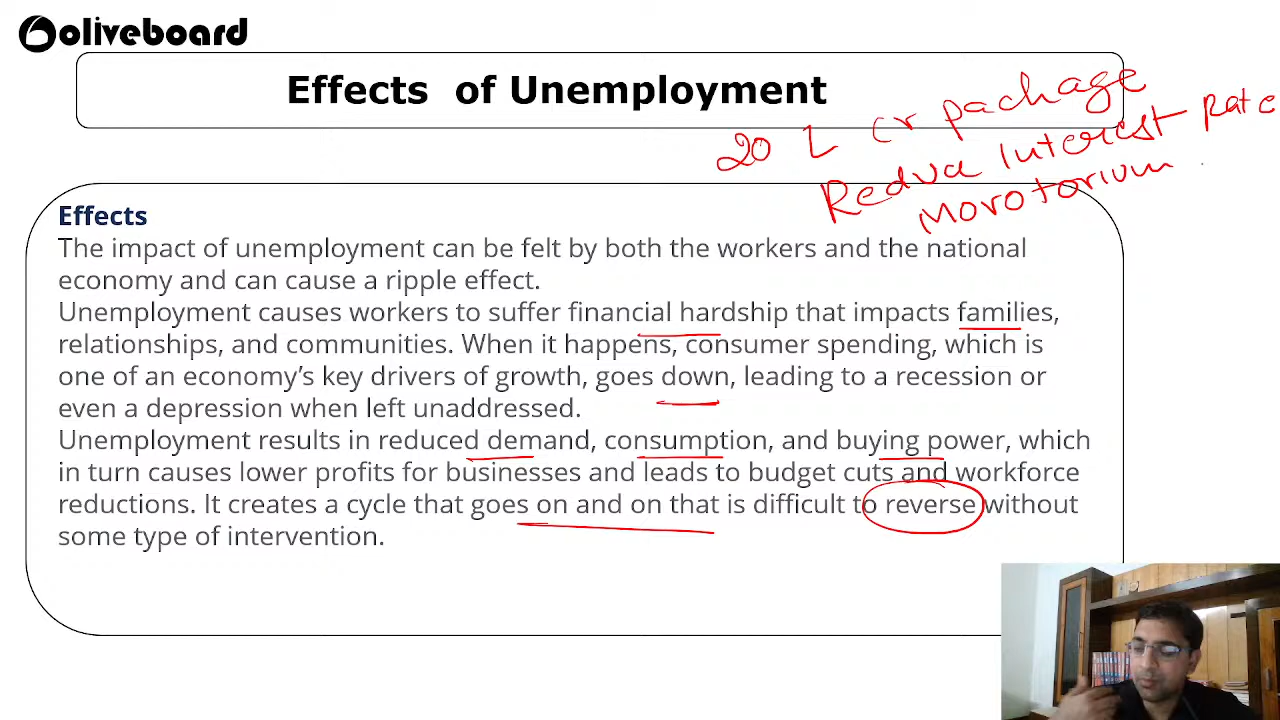 oliveboard
Effects of Unemployment
20 L cr pachage
Redua Interest Rate
Morotorium
Effects
The impact of unemployment can be felt by both the workers and the national
economy and can cause a ripple effect.
Unemployment causes workers to suffer financial hardship that impacts families,
relationships, and communities. When it happens, consumer spending, which is
one of an economy’s key drivers of growth, goes down, leading to a recession or
even a depression when left unaddressed.
Unemployment results in reduced demand, consumption, and buying power, which
in turn causes lower profits for businesses and leads to budget cuts and workforce
reductions. It creates a cycle that goes on and on that is difficult to reverse without
some type of intervention.